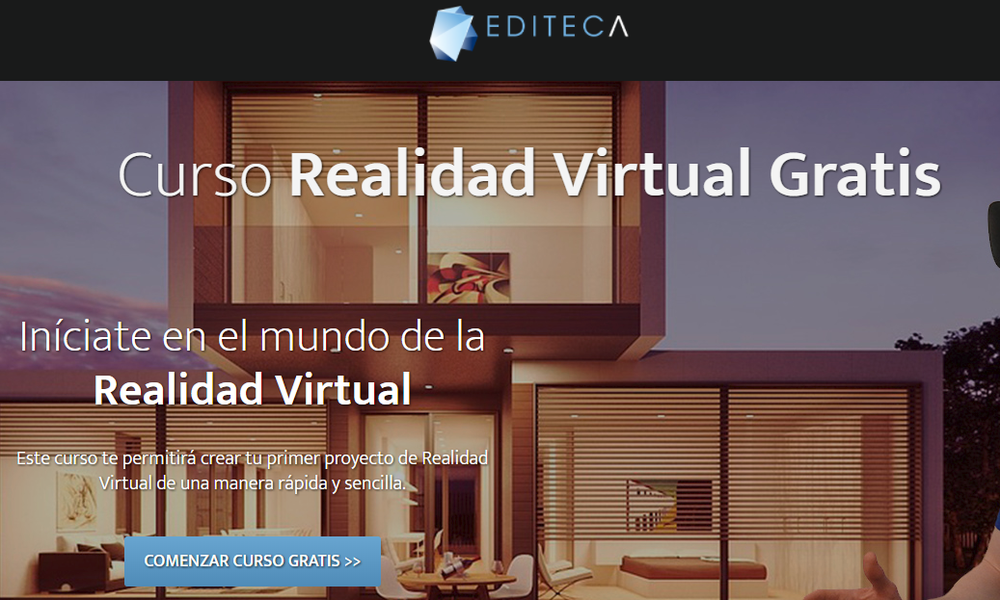 EDITECA
Curso Realidad Virtual Gratis
Iníciate en el mundo de la
Realidad Virtual
Este curso te permitirá crear tu primer proyecto de Realidad
Virtual de una manera rápida y sencilla.
COMENZAR CURSO GRATIS >>